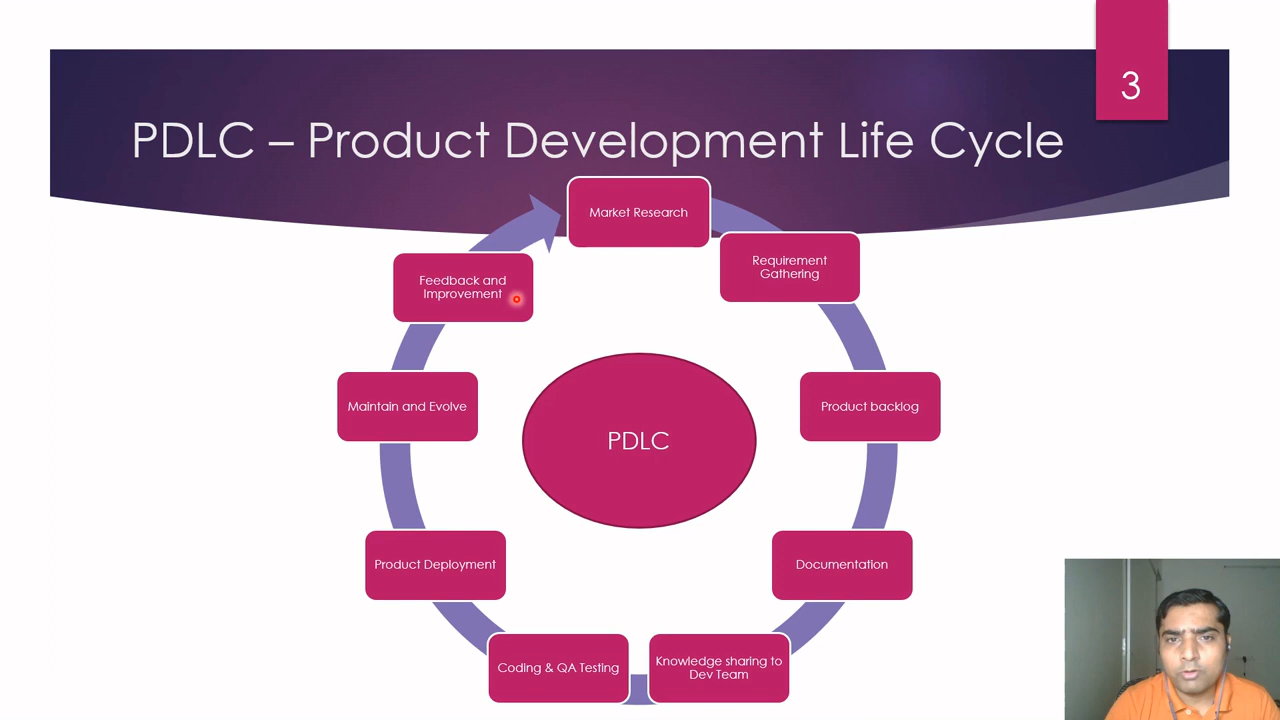 3
PDLC – Product Development Life Cycle
Market Research
Requirement
Gathering
Product backlog
Documentation
Knowledge sharing to
Dev Team
Coding & QA Testing
Product Deployment
Maintain and Evolve
Feedback and
Improvement
PDLC